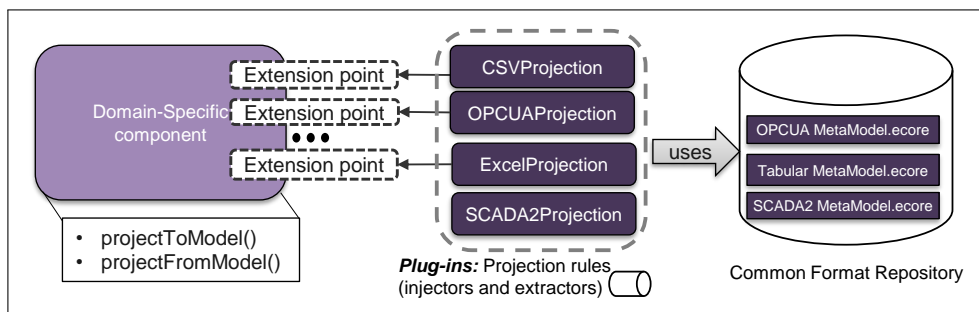 Domain-Specific
component
Extension point
Extension point
•••
Extension point
• projectToModel()
• projectFromModel()
CSVProjection
OPCUAProjection
ExcelProjection
SCADA2Projection
Plug-ins: Projection rules
(injectors and extractors)
uses
OPCUA MetaModel.ecore
Tabular MetaModel.ecore
SCADA2 MetaModel.ecore
Common Format Repository